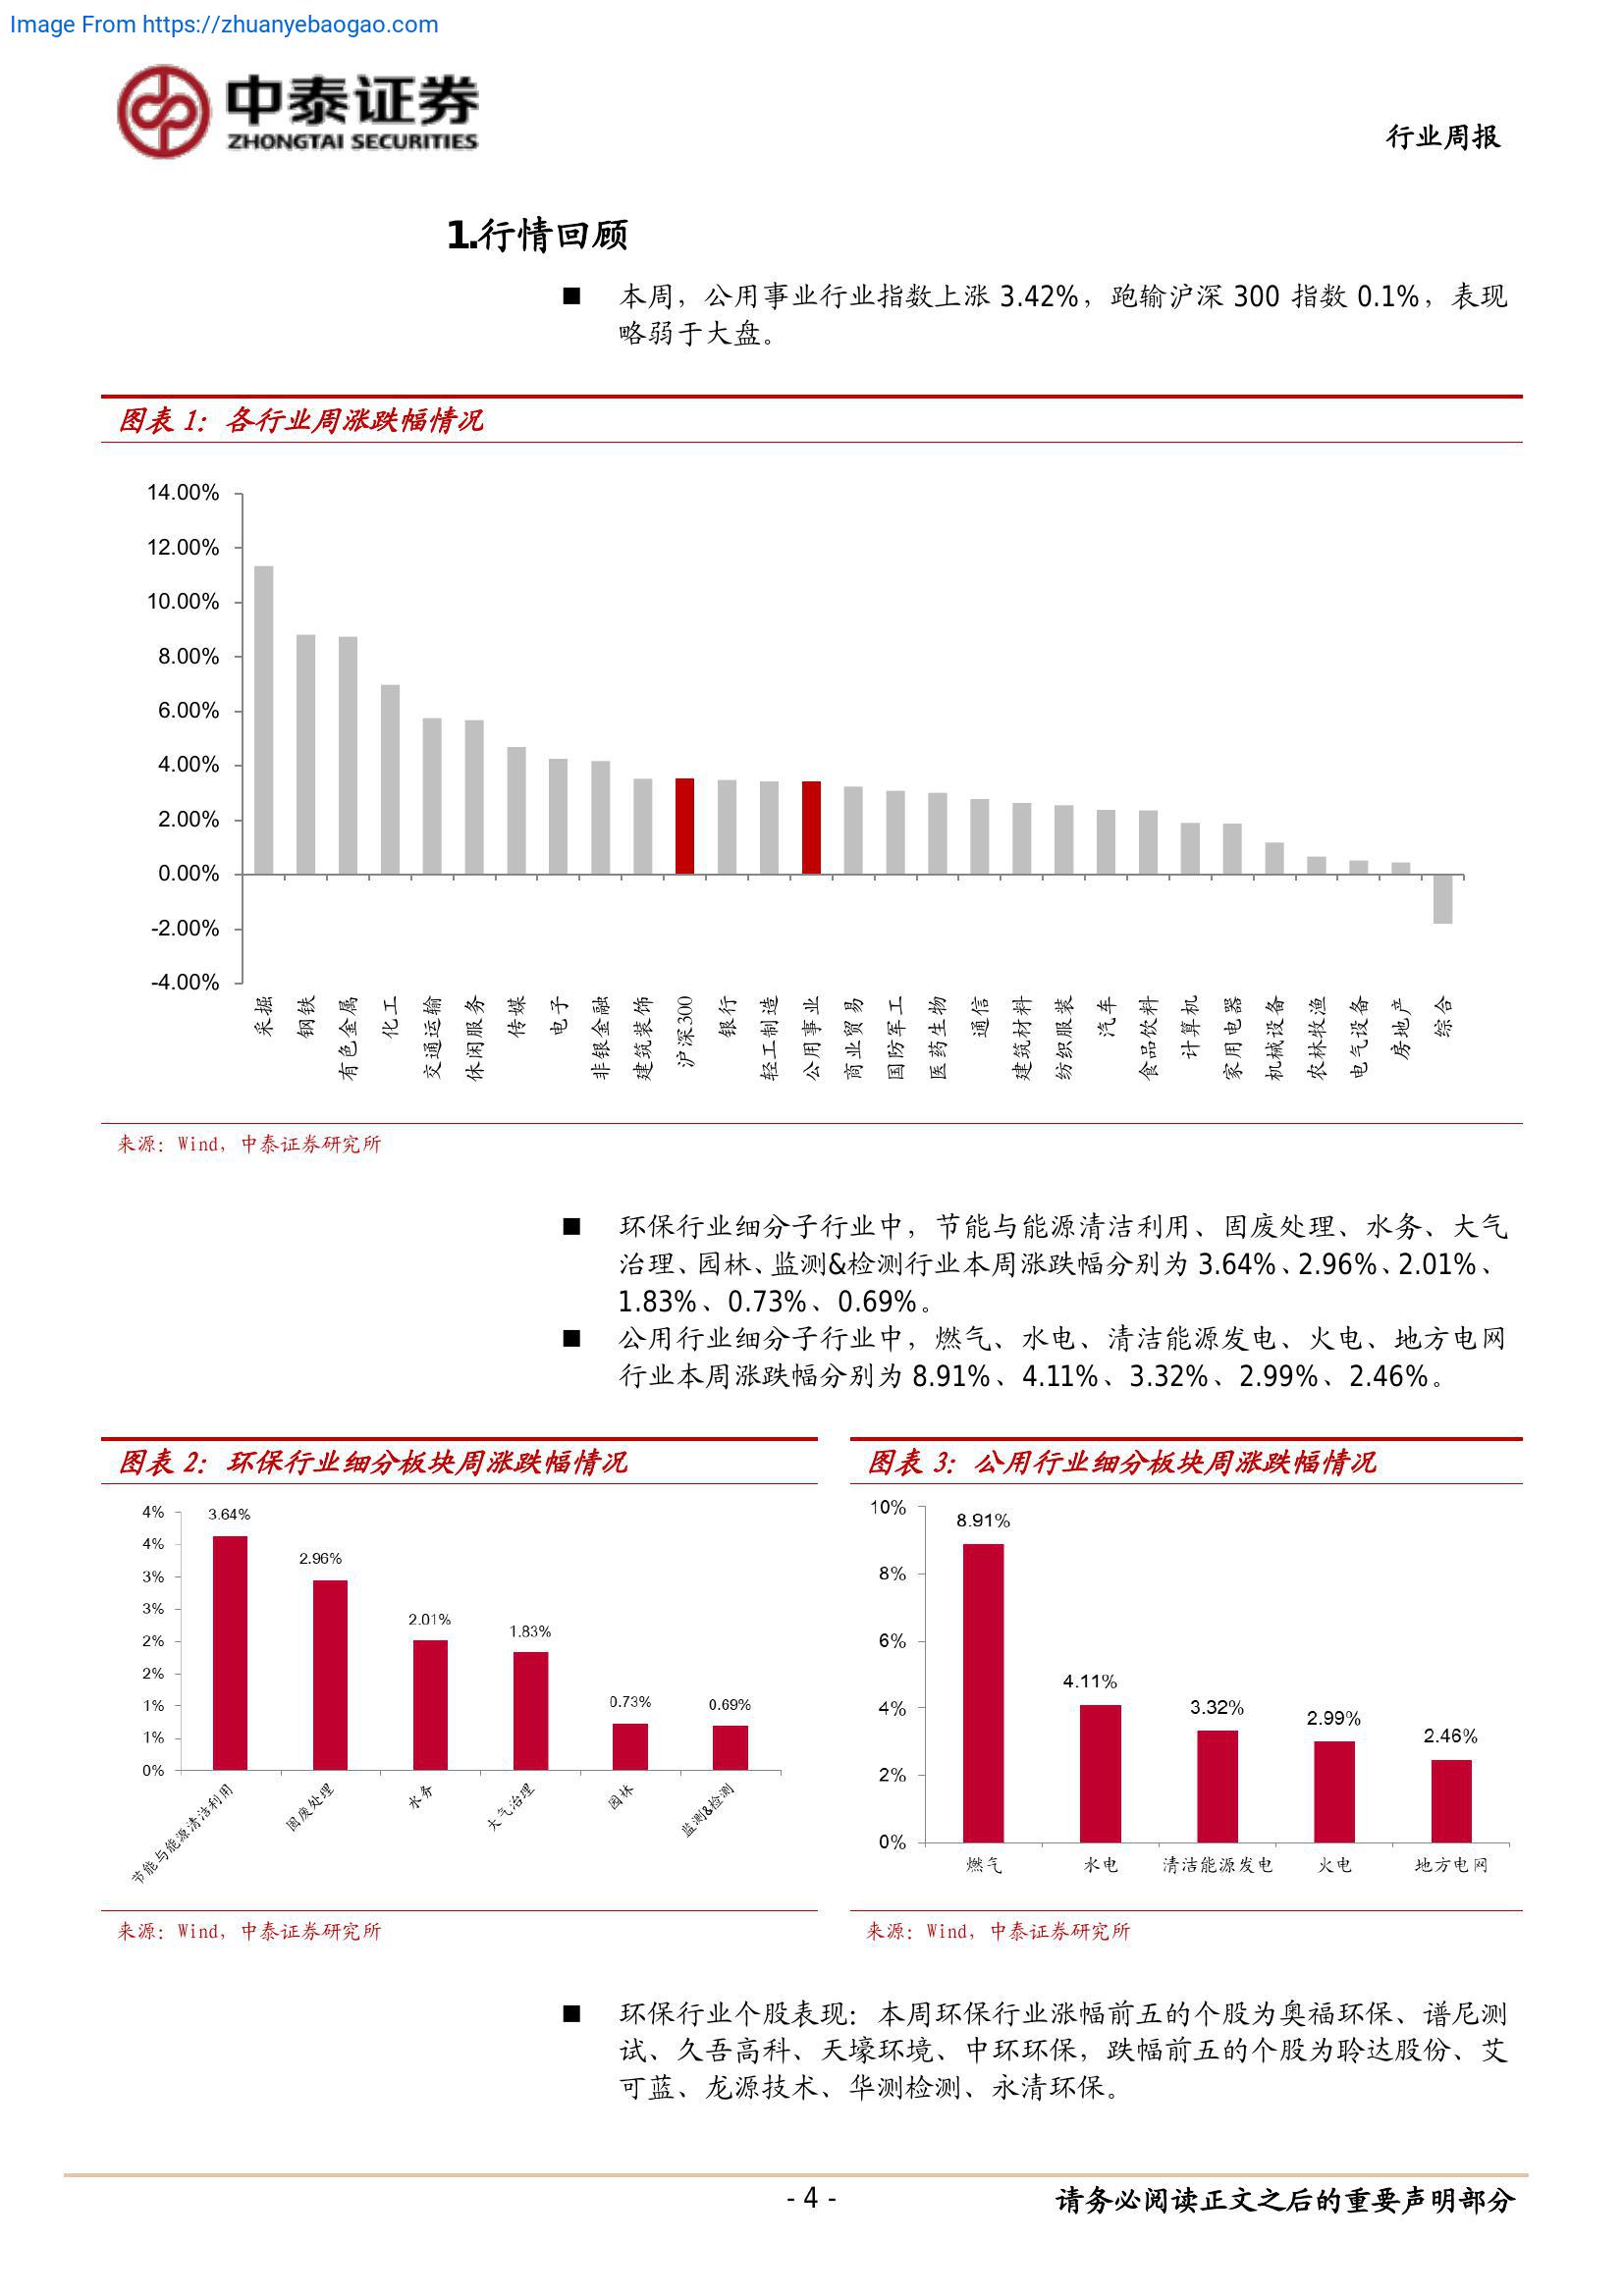 Image From https://zhuanyebaogao.com
中泰证券
ZHONGTAI SECURITIES
行业周报
1.行情回顾
■ 本周，公用事业行业指数上涨 3.42%，跑输沪深 300 指数 0.1%，表现
略弱于大盘。
图表 1：各行业周涨跌幅情况
14.00%
12.00%
10.00%
8.00%
6.00%
4.00%
2.00%
0.00%
-2.00%
-4.00%
采掘
钢铁
有色金属
化工
交通运输
休闲服务
传媒
电子
非银金融
建筑装饰
沪深300
银行
轻工制造
公用事业
商业贸易
国防军工
医药生物
通信
建筑材料
纺织服装
汽车
食品饮料
计算机
家用电器
机械设备
农林牧渔
电气设备
房地产
综合
来源：Wind，中泰证券研究所
■ 环保行业细分子行业中，节能与能源清洁利用、固废处理、水务、大气
治理、园林、监测&检测行业本周涨跌幅分别为 3.64%、2.96%、2.01%、
1.83%、0.73%、0.69%。
■ 公用行业细分子行业中，燃气、水电、清洁能源发电、火电、地方电网
行业本周涨跌幅分别为 8.91%、4.11%、3.32%、2.99%、2.46%。
图表 2：环保行业细分板块周涨跌幅情况
4%
4%
3%
3%
2%
2%
1%
1%
0%
3.64%
2.96%
2.01%
1.83%
0.73%
0.69%
节能与能源清洁利用
固废处理
水务
大气治理
园林
监测&检测
来源：Wind，中泰证券研究所
图表 3：公用行业细分板块周涨跌幅情况
10%
8%
6%
4%
2%
0%
8.91%
4.11%
3.32%
2.99%
2.46%
燃气
水电
清洁能源发电
火电
地方电网
来源：Wind，中泰证券研究所
■ 环保行业个股表现：本周环保行业涨幅前五的个股为奥福环保、谱尼测
试、久吾高科、天壕环境、中环环保，跌幅前五的个股为聆达股份、艾
可蓝、龙源技术、华测检测、永清环保。
- 4 -
请务必阅读正文之后的重要声明部分